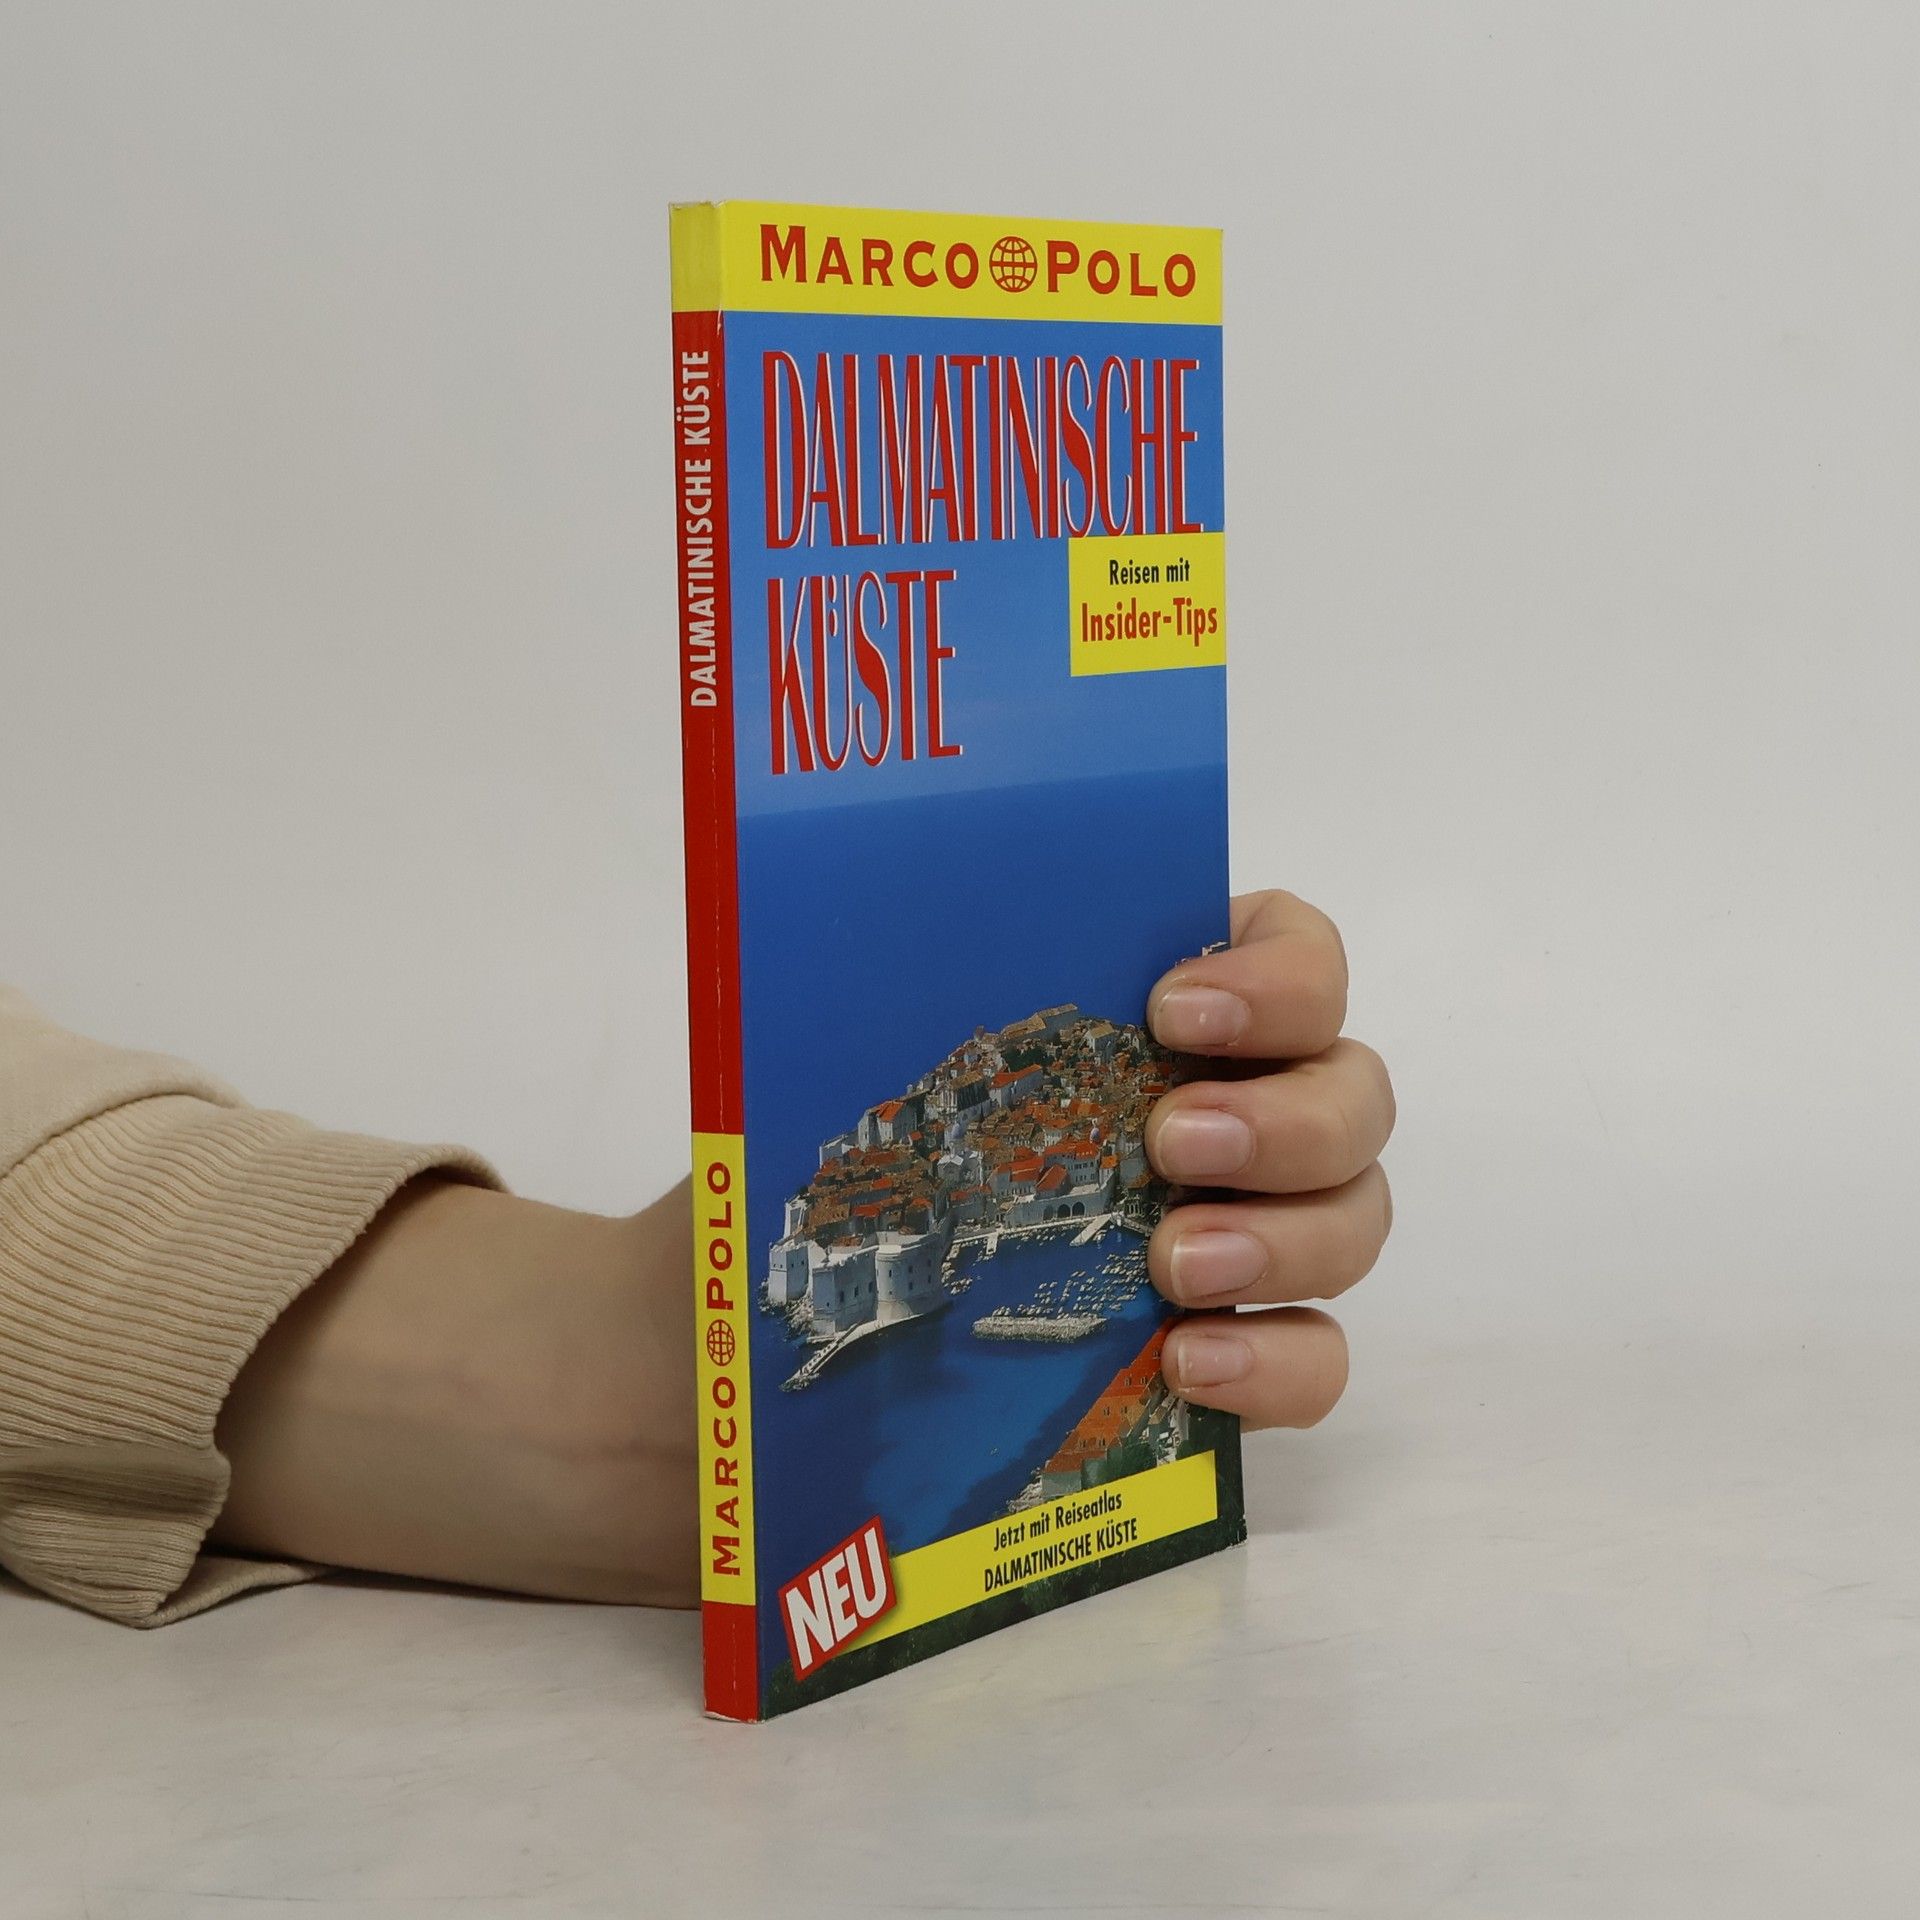 MARCO POLO
DALMATINISCHE
KÜSTE
Reisen mit
Insider-Tips
NEU
Jetzt mit Reiseatlas
DALMATINISCHE KÜSTE
DALMATINISCHE KÜSTE
MARCO POLO